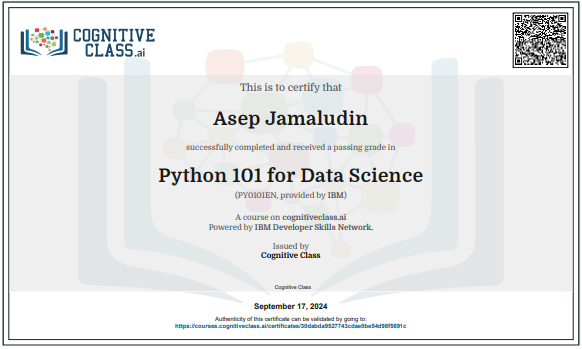 COGNITIVE
CLASS.ai
This is to certify that
Asep Jamaludin
successfully completed and received a passing grade in
Python 101 for Data Science
(PY0101EN, provided by IBM)
A course on cognitiveclass.ai
Powered by IBM Developer Skills Network.
Issued by
Cognitive Class
Cognitive Class
September 17, 2024
Authenticity of this certificate can be validated by going to:
https://courses.cognitiveclass.ai/certificates/30dabda9527743cdae0be54d98f5691c